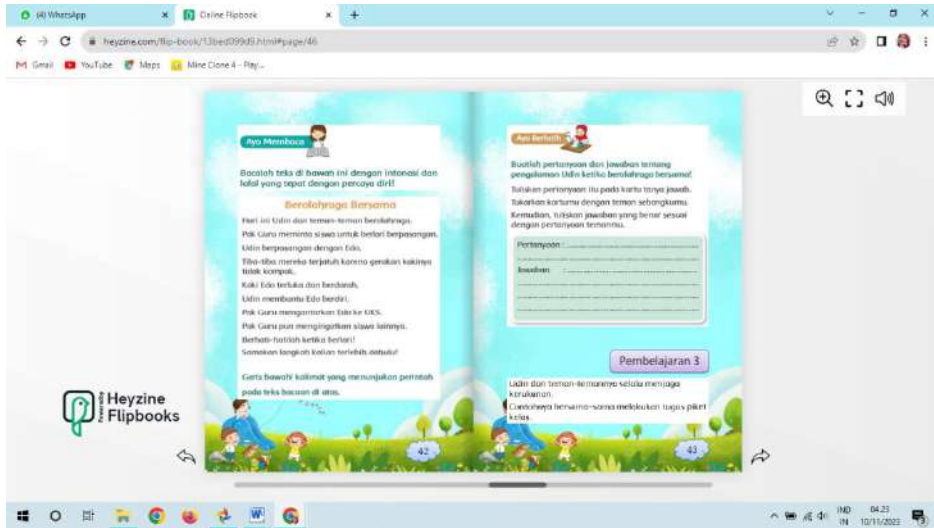 (4) WhatsApp
Online Flipbook
heyzine.com/flip-book/13bed099d9.html#page/46
Gmail
YouTube
Maps
Mine Clone 4 - Play...
Ayo Membaca
Bacalah teks di bawah ini dengan intonasi dan
lafal yang tepat dengan percaya diri!
Berolahraga Bersama
Hari ini Udin dan teman-teman berolahraga.
Pak Guru meminta siswa untuk berlari berpasangan.
Udin berpasangan dengan Edo.
Tiba-tiba mereka terjatuh karena gerakan kakinya
tidak kompak.
Kaki Edo terluka dan berdarah.
Udin membantu Edo berdiri.
Pak Guru mengantarkan Edo ke UKS.
Pak Guru pun mengingatkan siswa lainnya.
Berhati-hatilah ketika berlari!
Samakan langkah kalian terlebih dahulu!
Garis bawahi kalimat yang menunjukan perintah
pada teks bacaan di atas.
42
Ayo Berlatih
Buatlah pertanyaan dan jawaban tentang
pengalaman Udin ketika berolahraga bersama!
Tuliskan pertanyaan itu pada kartu tanya jawab.
Tukarkan kartumu dengan teman sebangkumu.
Kemudian, tuliskan jawaban yang benar sesuai
dengan pertanyaan temanmu.
Pertanyaan :
Jawaban :
Pembelajaran 3
Udin dan teman-temannya selalu menjaga
kerukunan.
Contohnya bersama-sama melakukan tugas piket
kelas.
43
Powered by
Heyzine
Flipbooks
IND
IN
04.23
10/11/2023